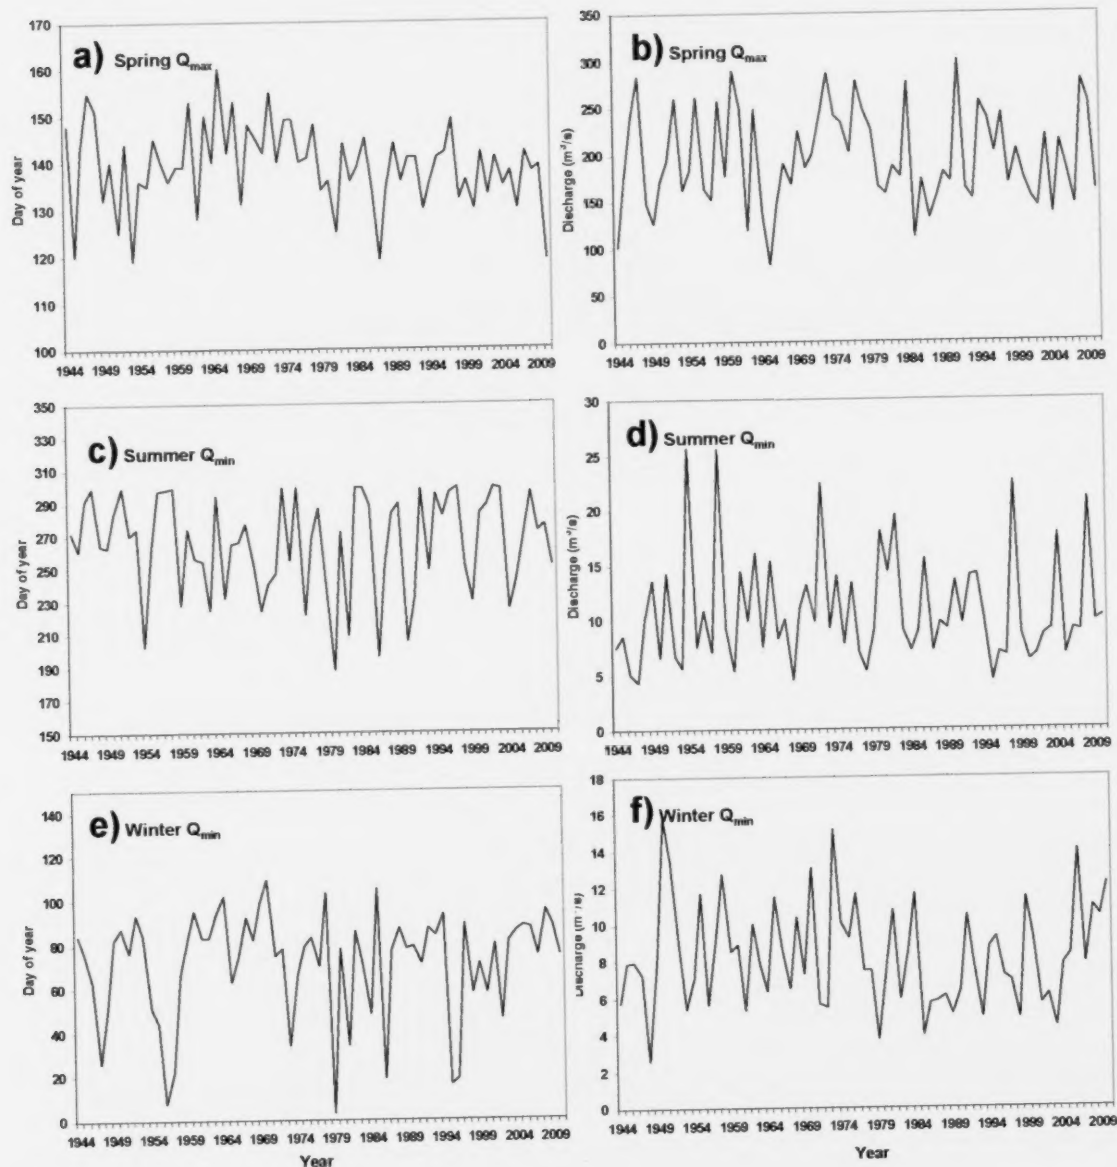 a) Spring Qmax
Day of year
170
160
150
140
130
120
110
100
1944 1949 1954 1959 1964 1969 1974 1979 1984 1989 1994 1999 2004 2009
b) Spring Qmax
Discharge (m³/s)
350
300
250
200
150
100
50
0
1944 1949 1954 1959 1964 1969 1974 1979 1984 1989 1994 1999 2004 2009
c) Summer Qmin
Day of year
350
330
310
290
270
250
230
210
190
170
150
1944 1949 1954 1959 1964 1969 1974 1979 1984 1989 1994 1999 2004 2009
d) Summer Qmin
Discharge (m³/s)
30
25
20
15
10
5
0
1944 1949 1954 1959 1964 1969 1974 1979 1984 1989 1994 1999 2004 2009
e) Winter Qmin
Day of year
140
120
100
80
60
40
20
0
1944 1949 1954 1959 1964 1969 1974 1979 1984 1989 1994 1999 2004 2009
Year
f) Winter Qmin
Discharge (m³/s)
18
16
14
12
10
8
6
4
2
0
1944 1949 1954 1959 1964 1969 1974 1979 1984 1989 1994 1999 2004 2009
Year